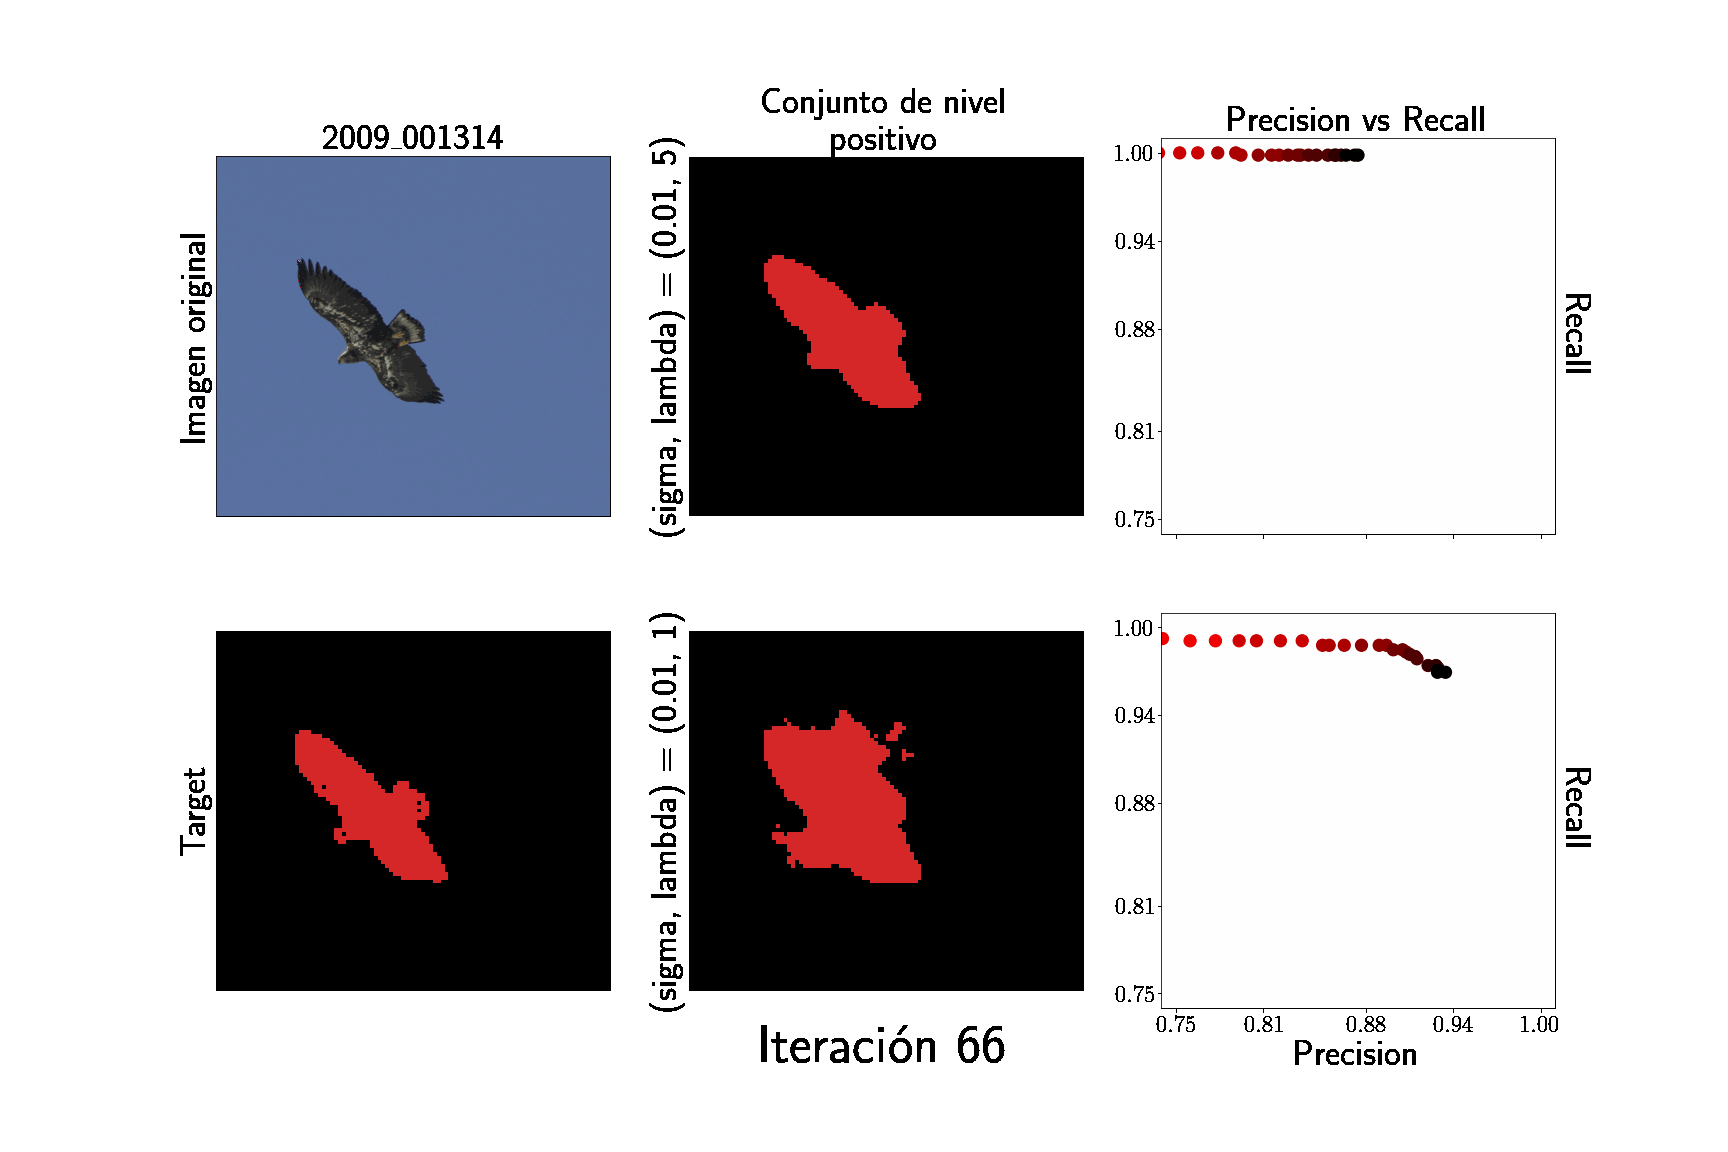 2009_001314
Imagen original
Conjunto de nivel
positivo
(sigma, lambda) = (0.01, 5)
Precision vs Recall
1.00
0.94
0.88
0.81
0.75
Recall
Target
(sigma, lambda) = (0.01, 1)
Iteración 66
1.00
0.94
0.88
0.81
0.75
0.75 0.81 0.88 0.94 1.00
Precision
Recall